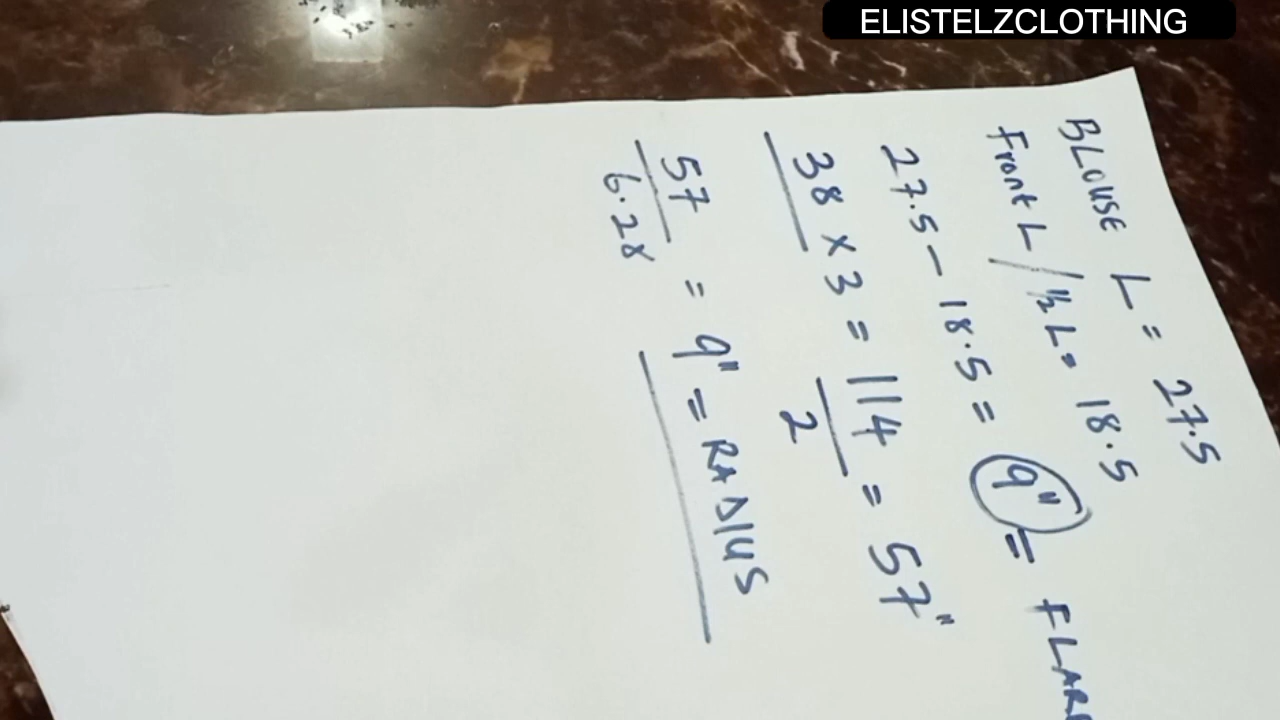 ELISTELZCLOTHING
BLOUSE L = 27.5
Front L / ½ L = 18.5
27.5 - 18.5 = 9" =
38 x 3 = 114 / 2 = 57"
57 / 6.28 = 9" = RADIUS